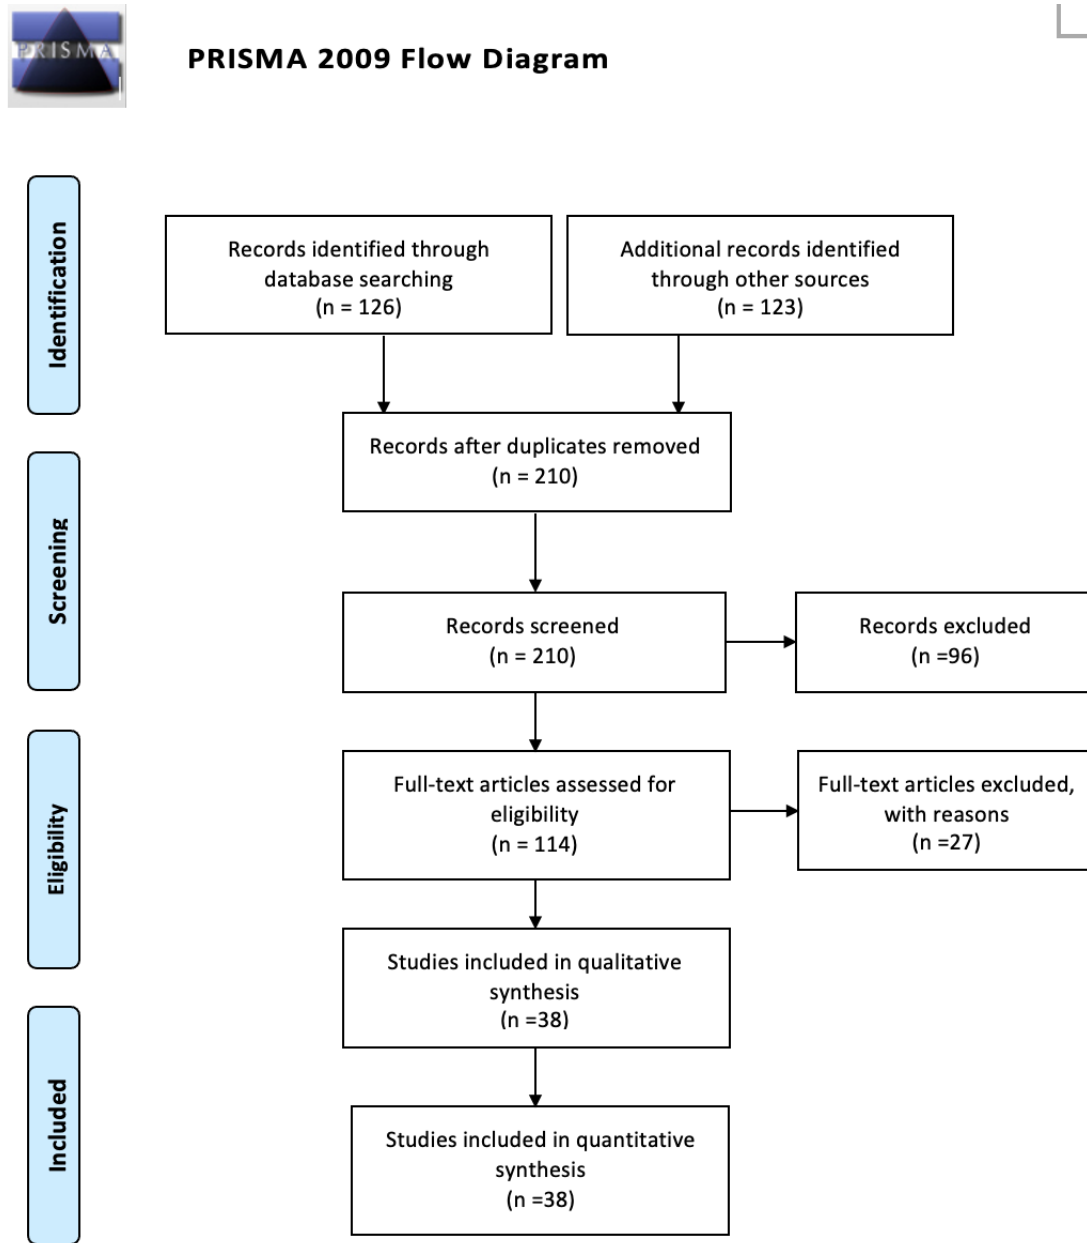 PRISMA
PRISMA 2009 Flow Diagram
Identification
Records identified through
database searching
(n = 126)
Additional records identified
through other sources
(n = 123)
Records after duplicates removed
(n = 210)
Screening
Records screened
(n = 210)
Records excluded
(n =96)
Eligibility
Full-text articles assessed for
eligibility
(n = 114)
Full-text articles excluded,
with reasons
(n =27)
Studies included in qualitative
synthesis
(n =38)
Included
Studies included in quantitative
synthesis
(n =38)